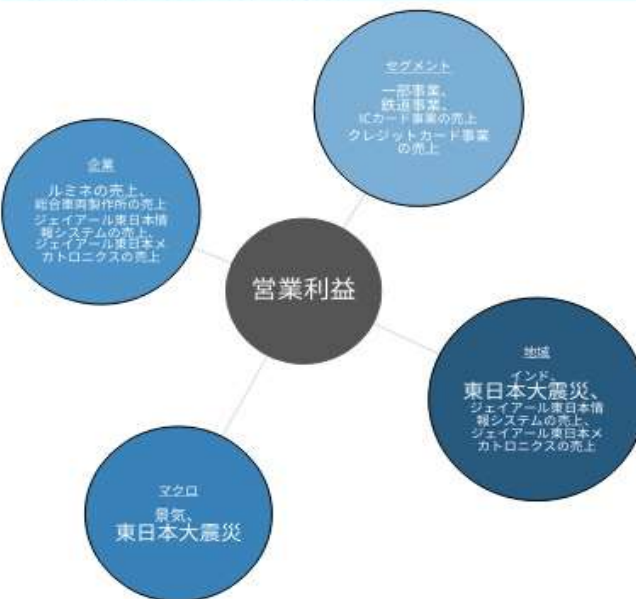 セグメント
一部事業、
鉄道事業、
ICカード事業の売上
クレジットカード事業
の売上
企業
ルミネの売上、
総合車両製作所の売上
ジェイアール東日本情
報システムの売上、
ジェイアール東日本メ
カトロニクスの売上
営業利益
地域
インド、
東日本大震災、
ジェイアール東日本情
報システムの売上、
ジェイアール東日本メ
カトロニクスの売上
マクロ
景気、
東日本大震災